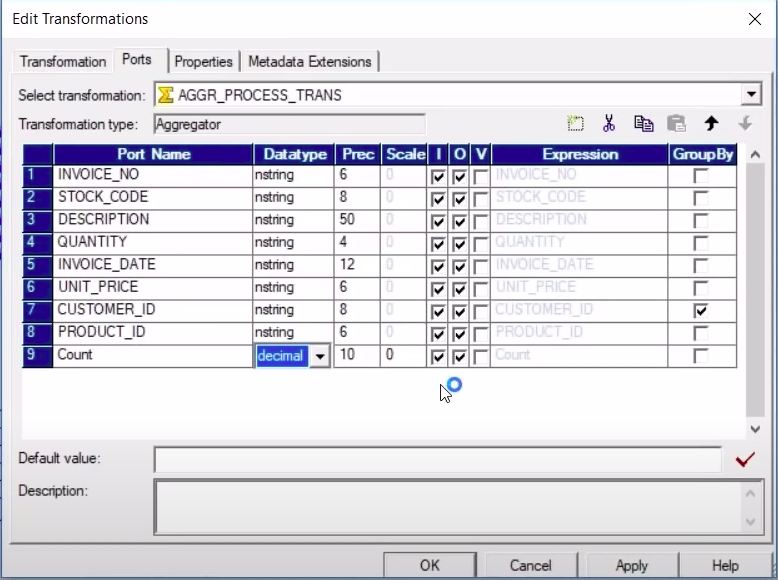 Edit Transformations
Transformation Ports Properties Metadata Extensions
Select transformation: AGGR_PROCESS_TRANS
Transformation type: Aggregator
Port Name Datatype Prec Scale I O V Expression GroupBy
1 INVOICE_NO nstring 6 0 INVOICE_NO
2 STOCK_CODE nstring 8 0 STOCK_CODE
3 DESCRIPTION nstring 50 0 DESCRIPTION
4 QUANTITY nstring 4 0 QUANTITY
5 INVOICE_DATE nstring 12 0 INVOICE_DATE
6 UNIT_PRICE nstring 6 0 UNIT_PRICE
7 CUSTOMER_ID nstring 8 0 CUSTOMER_ID
8 PRODUCT_ID nstring 6 0 PRODUCT_ID
9 Count decimal 10 0 Count
Default value:
Description:
OK Cancel Apply Help